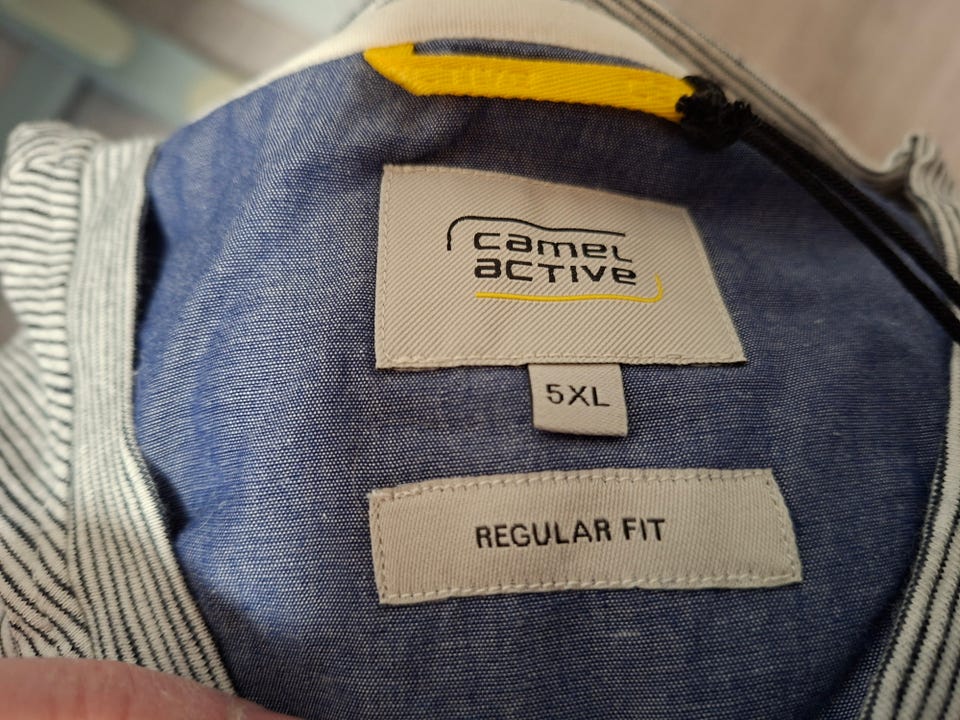 camel
active
5XL
REGULAR FIT